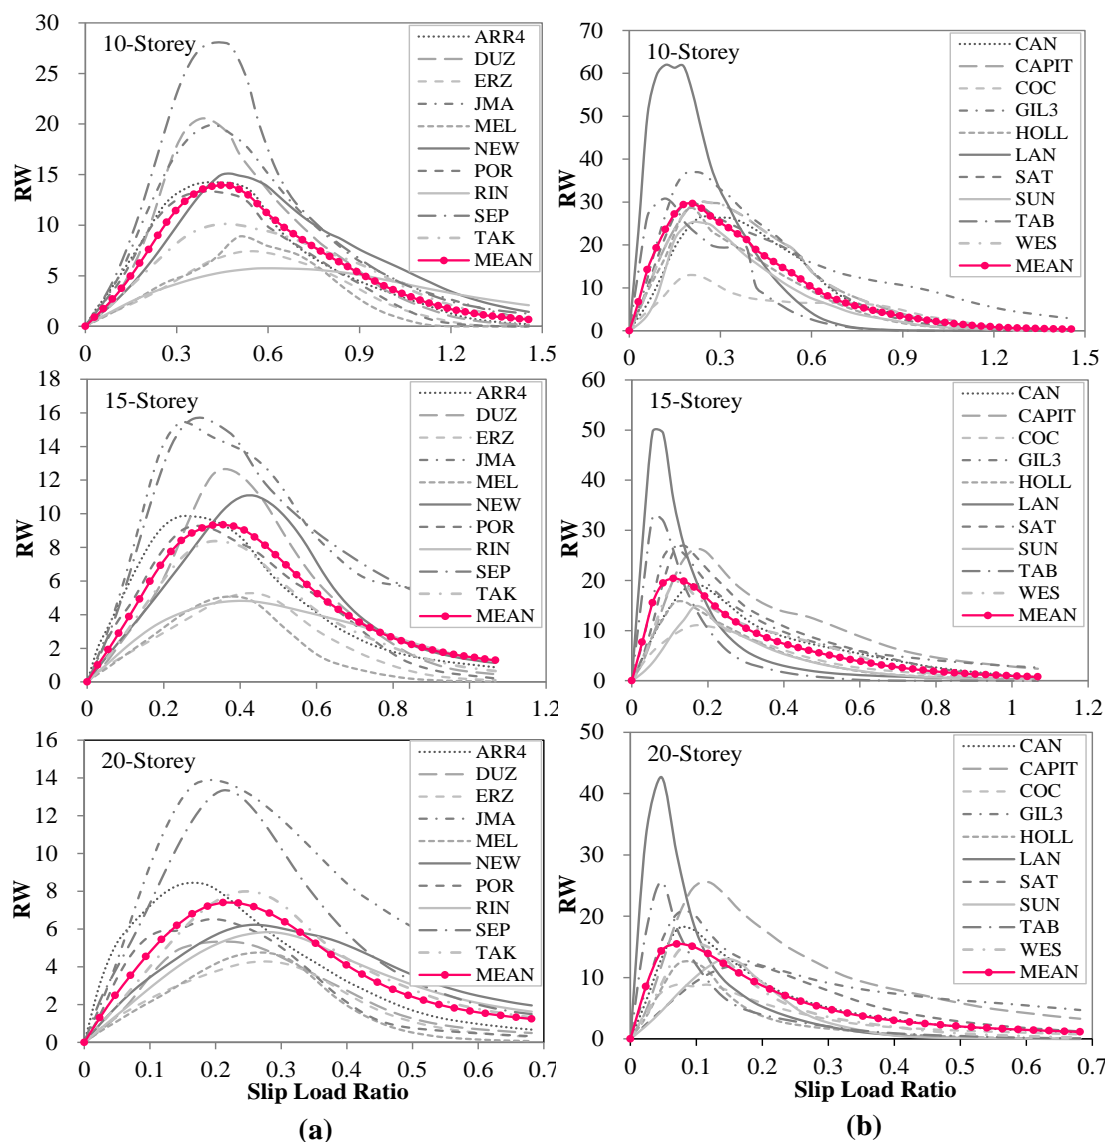 10-Storey
RW
30
25
20
15
10
5
0
0 0.3 0.6 0.9 1.2 1.5
ARR4
DUZ
ERZ
JMA
MEL
NEW
POR
RIN
SEP
TAK
MEAN
10-Storey
RW
70
60
50
40
30
20
10
0
0 0.3 0.6 0.9 1.2 1.5
CAN
CAPIT
COC
GIL3
HOLL
LAN
SAT
SUN
TAB
WES
MEAN
15-Storey
RW
18
16
14
12
10
8
6
4
2
0
0 0.2 0.4 0.6 0.8 1 1.2
ARR4
DUZ
ERZ
JMA
MEL
NEW
POR
RIN
SEP
TAK
MEAN
15-Storey
RW
60
50
40
30
20
10
0
0 0.2 0.4 0.6 0.8 1 1.2
CAN
CAPIT
COC
GIL3
HOLL
LAN
SAT
SUN
TAB
WES
MEAN
20-Storey
RW
16
14
12
10
8
6
4
2
0
0 0.1 0.2 0.3 0.4 0.5 0.6 0.7
Slip Load Ratio
ARR4
DUZ
ERZ
JMA
MEL
NEW
POR
RIN
SEP
TAK
MEAN
(a)
20-Storey
RW
50
40
30
20
10
0
0 0.1 0.2 0.3 0.4 0.5 0.6 0.7
Slip Load Ratio
CAN
CAPIT
COC
GIL3
HOLL
LAN
SAT
SUN
TAB
WES
MEAN
(b)